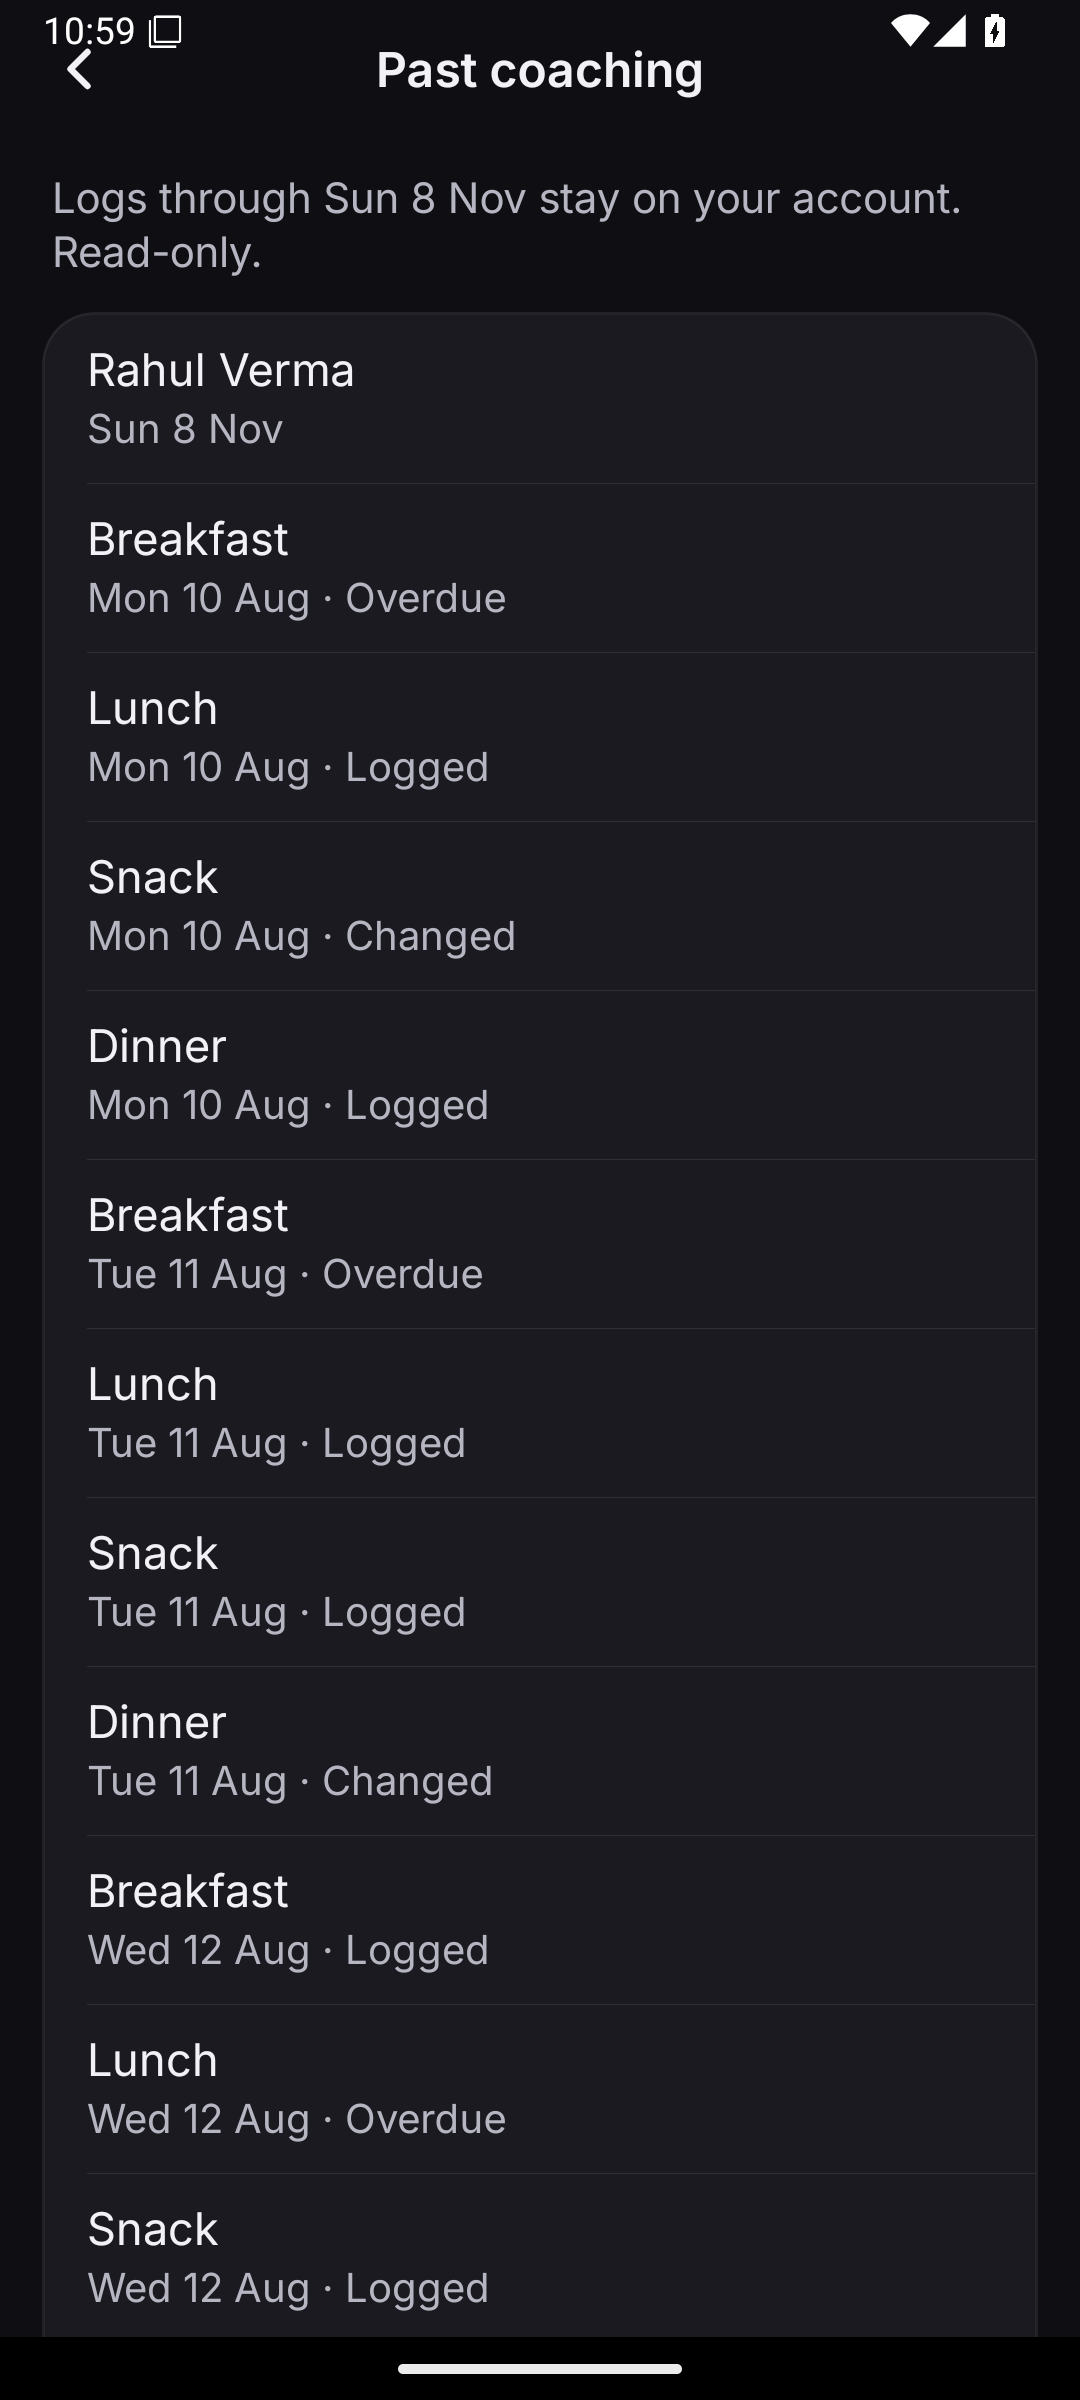 10:59
Past coaching
Logs through Sun 8 Nov stay on your account.
Read-only.
Rahul Verma
Sun 8 Nov
Breakfast
Mon 10 Aug · Overdue
Lunch
Mon 10 Aug · Logged
Snack
Mon 10 Aug · Changed
Dinner
Mon 10 Aug · Logged
Breakfast
Tue 11 Aug · Overdue
Lunch
Tue 11 Aug · Logged
Snack
Tue 11 Aug · Logged
Dinner
Tue 11 Aug · Changed
Breakfast
Wed 12 Aug · Logged
Lunch
Wed 12 Aug · Overdue
Snack
Wed 12 Aug · Logged